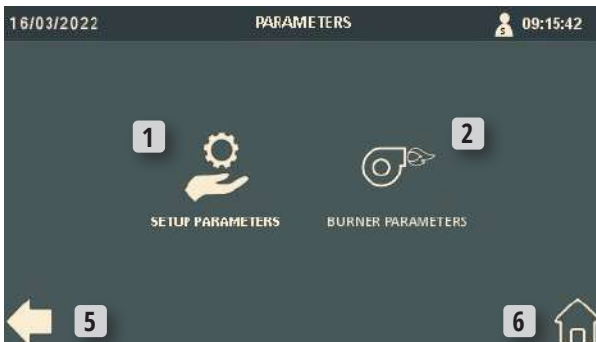 16/03/2022 PARAMETERS S 09:15:42
1 2
SETUP PARAMETERS BURNER PARAMETERS
5 6